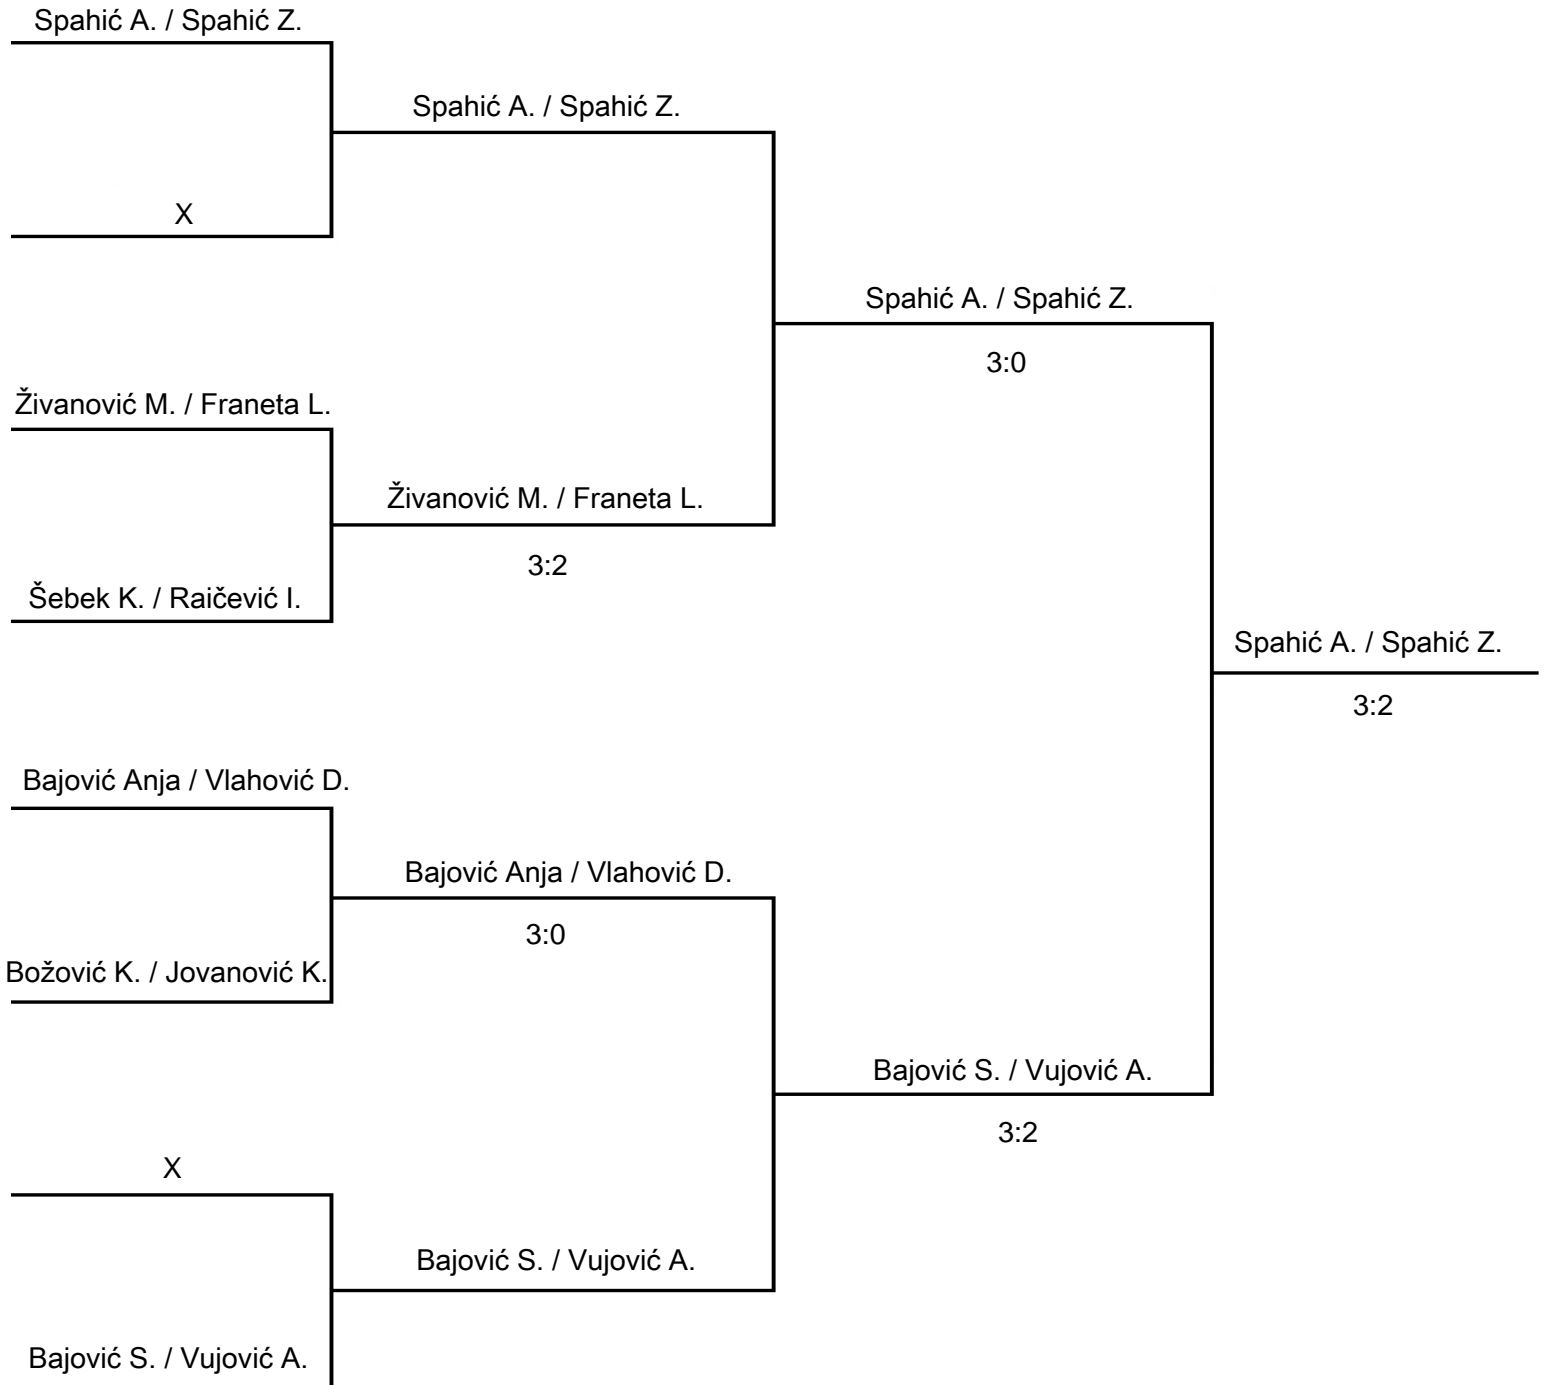 Spahić A. / Spahić Z.
Spahić A. / Spahić Z.
X
Spahić A. / Spahić Z.
3:0
Živanović M. / Franeta L.
Živanović M. / Franeta L.
3:2
Šebek K. / Raičević I.
Spahić A. / Spahić Z.
3:2
Bajović Anja / Vlahović D.
Bajović Anja / Vlahović D.
3:0
Božović K. / Jovanović K.
Bajović S. / Vujović A.
3:2
X
Bajović S. / Vujović A.
Bajović S. / Vujović A.